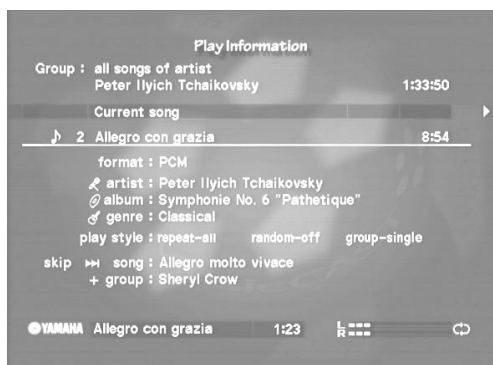 Play Information
Group : all songs of artist
Peter Ilyich Tchaikovsky 1:33:50
Current song
2 Allegro con grazia 8:54
format : PCM
artist : Peter Ilyich Tchaikovsky
album : Symphonie No. 6 "Pathetique"
genre : Classical
play style : repeat-all random-off group-single
skip song : Allegro molto vivace
+ group : Sheryl Crow
YAMAHA Allegro con grazia 1:23 L
R